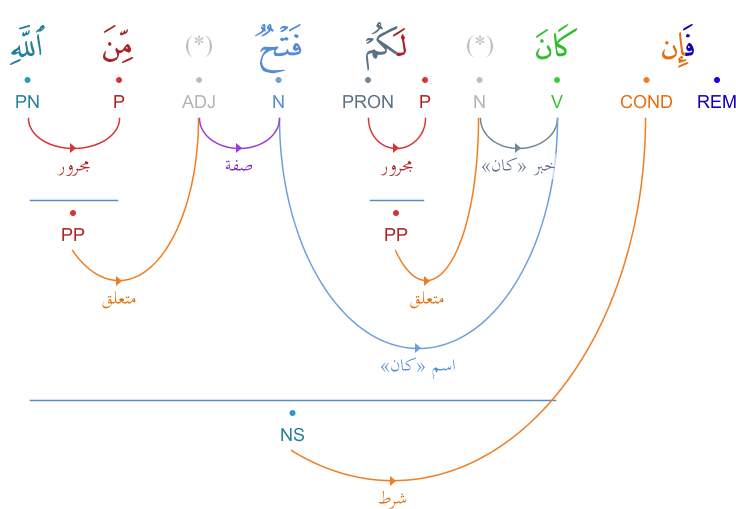 فَإِن كَانَ (*) لَكُمْ فَتْحٌ (*) مِّنَ ٱللَّهِ
REM COND V N P PRON N ADJ P PN
خبر «كان» مجرور صفة مجرور
PP PP
متعلق متعلق
اسم «كان»
NS
شرط